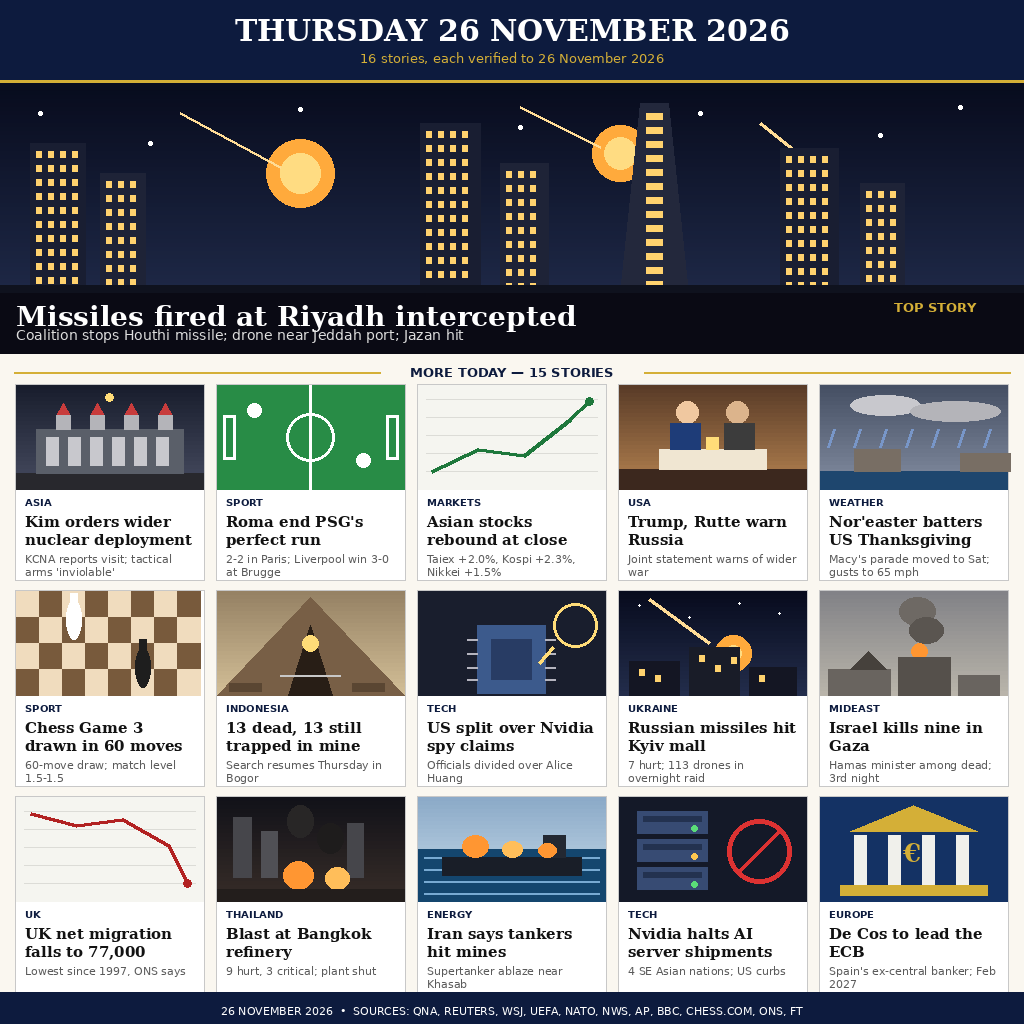 THURSDAY 26 NOVEMBER 2026
16 stories, each verified to 26 November 2026
Missiles fired at Riyadh intercepted
TOP STORY
Coalition stops Houthi missile; drone near Jeddah port; Jazan hit
MORE TODAY — 15 STORIES
ASIA
Kim orders wider
nuclear deployment
KCNA reports visit; tactical
arms 'inviolable'
SPORT
Roma end PSG's
perfect run
2-2 in Paris; Liverpool win 3-0
at Brugge
MARKETS
Asian stocks
rebound at close
Taiex +2.0%, Kospi +2.3%,
Nikkei +1.5%
USA
Trump, Rutte warn
Russia
Joint statement warns of wider
war
WEATHER
Nor'easter batters
US Thanksgiving
Macy's parade moved to Sat;
gusts to 65 mph
SPORT
Chess Game 3
drawn in 60 moves
60-move draw; match level
1.5-1.5
INDONESIA
13 dead, 13 still
trapped in mine
Search resumes Thursday in
Bogor
TECH
US split over Nvidia
spy claims
Officials divided over Alice
Huang
UKRAINE
Russian missiles hit
Kyiv mall
7 hurt; 113 drones in
overnight raid
MIDEAST
Israel kills nine in
Gaza
Hamas minister among dead;
3rd night
UK
UK net migration
falls to 77,000
Lowest since 1997, ONS says
THAILAND
Blast at Bangkok
refinery
9 hurt, 3 critical; plant shut
ENERGY
Iran says tankers
hit mines
Supertanker ablaze near
Khasab
TECH
Nvidia halts AI
server shipments
4 SE Asian nations; US curbs
€
EUROPE
De Cos to lead the
ECB
Spain's ex-central banker; Feb
2027
26 NOVEMBER 2026 • SOURCES: QNA, REUTERS, WSJ, UEFA, NATO, NWS, AP, BBC, CHESS.COM, ONS, FT